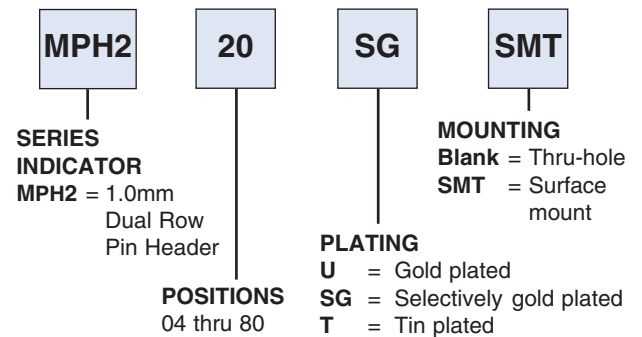 MPH2 20 SG SMT
SERIES
INDICATOR
MPH2 = 1.0mm
Dual Row
Pin Header
POSITIONS
04 thru 80
PLATING
U = Gold plated
SG = Selectively gold plated
T = Tin plated
MOUNTING
Blank = Thru-hole
SMT = Surface
mount